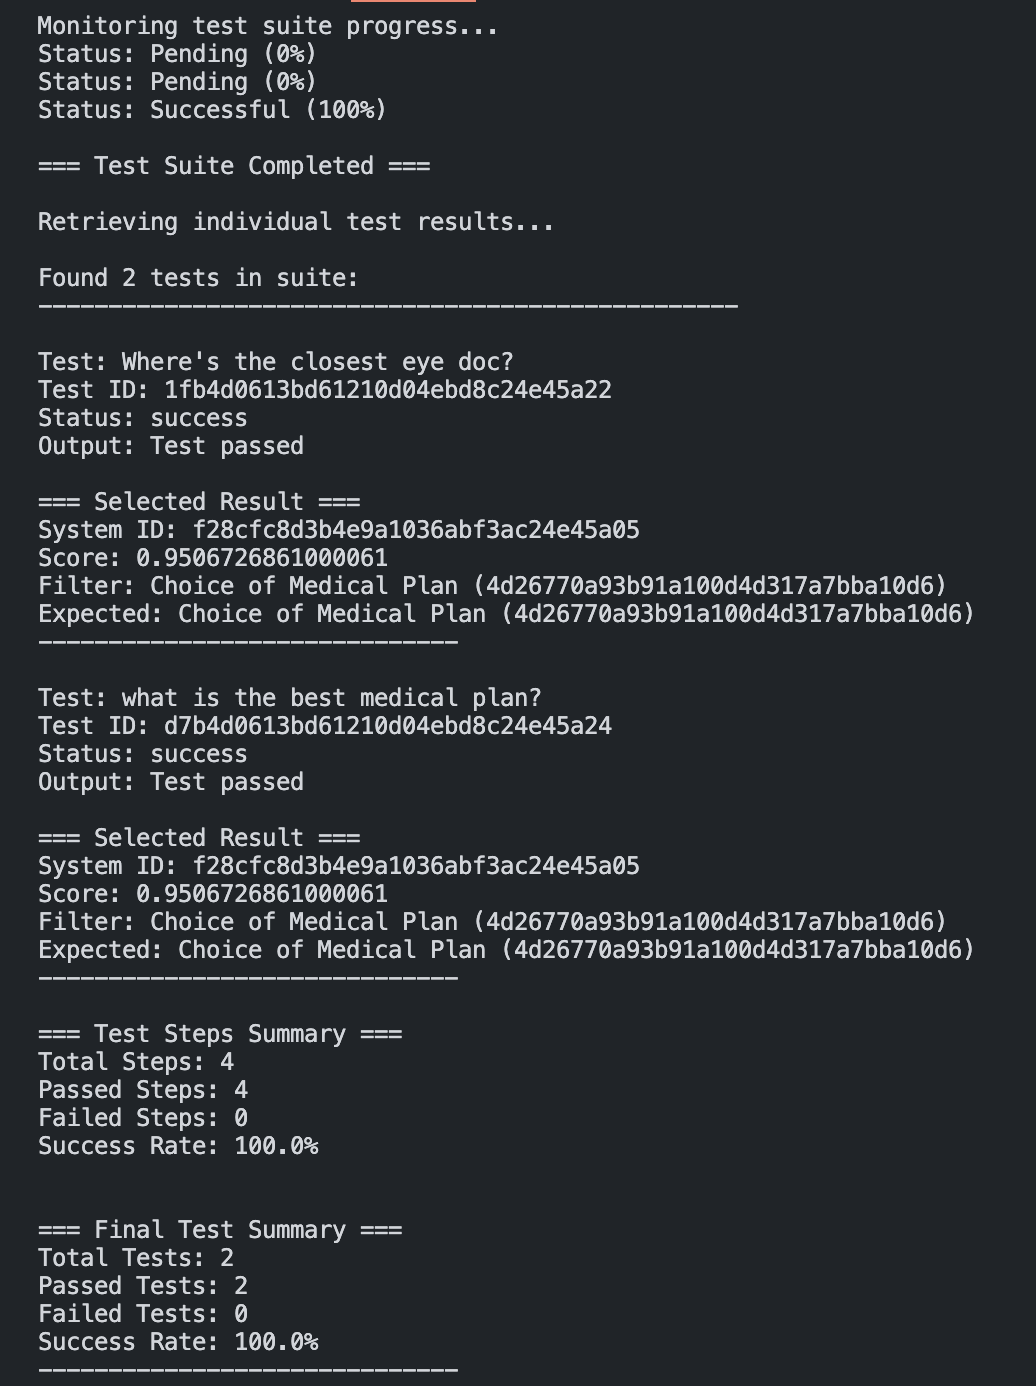 Monitoring test suite progress...
Status: Pending (0%)
Status: Pending (0%)
Status: Successful (100%)
=== Test Suite Completed ===
Retrieving individual test results...
Found 2 tests in suite:
--------------------------------------------------
Test: Where's the closest eye doc?
Test ID: 1fb4d0613bd61210d04ebd8c24e45a22
Status: success
Output: Test passed
=== Selected Result ===
System ID: f28cfc8d3b4e9a1036abf3ac24e45a05
Score: 0.9506726861000061
Filter: Choice of Medical Plan (4d26770a93b91a100d4d317a7bba10d6)
Expected: Choice of Medical Plan (4d26770a93b91a100d4d317a7bba10d6)
------------------------------
Test: what is the best medical plan?
Test ID: d7b4d0613bd61210d04ebd8c24e45a24
Status: success
Output: Test passed
=== Selected Result ===
System ID: f28cfc8d3b4e9a1036abf3ac24e45a05
Score: 0.9506726861000061
Filter: Choice of Medical Plan (4d26770a93b91a100d4d317a7bba10d6)
Expected: Choice of Medical Plan (4d26770a93b91a100d4d317a7bba10d6)
------------------------------
=== Test Steps Summary ===
Total Steps: 4
Passed Steps: 4
Failed Steps: 0
Success Rate: 100.0%
=== Final Test Summary ===
Total Tests: 2
Passed Tests: 2
Failed Tests: 0
Success Rate: 100.0%
------------------------------